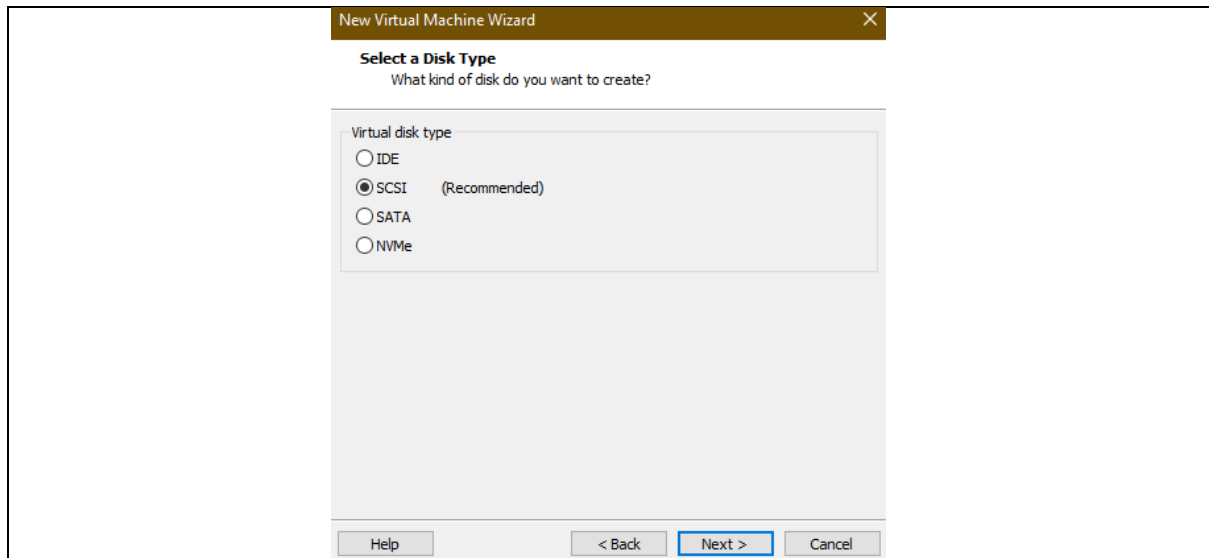 New Virtual Machine Wizard
Select a Disk Type
What kind of disk do you want to create?
Virtual disk type
IDE
SCSI (Recommended)
SATA
NVMe
Help < Back Next > Cancel